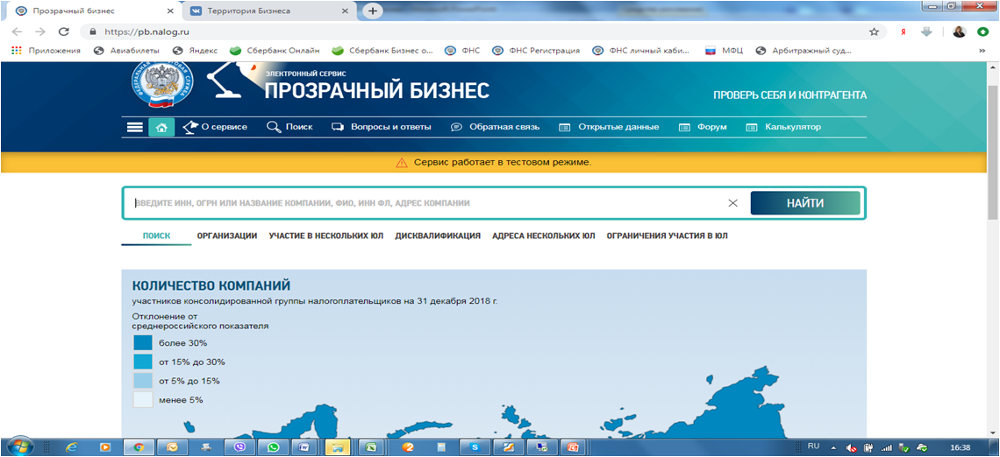 Прозрачный бизнес
Территория Бизнеса
https://pb.nalog.ru
Приложения Авиабилеты Яндекс Сбербанк Онлайн Сбербанк Бизнес о... ФНС ФНС Регистрация ФНС личный каби... МФЦ Арбитражный суд... »
ЭЛЕКТРОННЫЙ СЕРВИС
ПРОЗРАЧНЫЙ БИЗНЕС
ПРОВЕРЬ СЕБЯ И КОНТРАГЕНТА
О сервисе Поиск Вопросы и ответы Обратная связь Открытые данные Форум Калькулятор
Сервис работает в тестовом режиме.
ВВЕДИТЕ ИНН, ОГРН ИЛИ НАЗВАНИЕ КОМПАНИИ, ФИО, ИНН ФЛ, АДРЕС КОМПАНИИ
НАЙТИ
ПОИСК ОРГАНИЗАЦИИ УЧАСТИЕ В НЕСКОЛЬКИХ ЮЛ ДИСКВАЛИФИКАЦИЯ АДРЕСА НЕСКОЛЬКИХ ЮЛ ОГРАНИЧЕНИЯ УЧАСТИЯ В ЮЛ
КОЛИЧЕСТВО КОМПАНИЙ
участников консолидированной группы налогоплательщиков на 31 декабря 2018 г.
Отклонение от
среднероссийского показателя
более 30%
от 15% до 30%
от 5% до 15%
менее 5%
RU 16:38